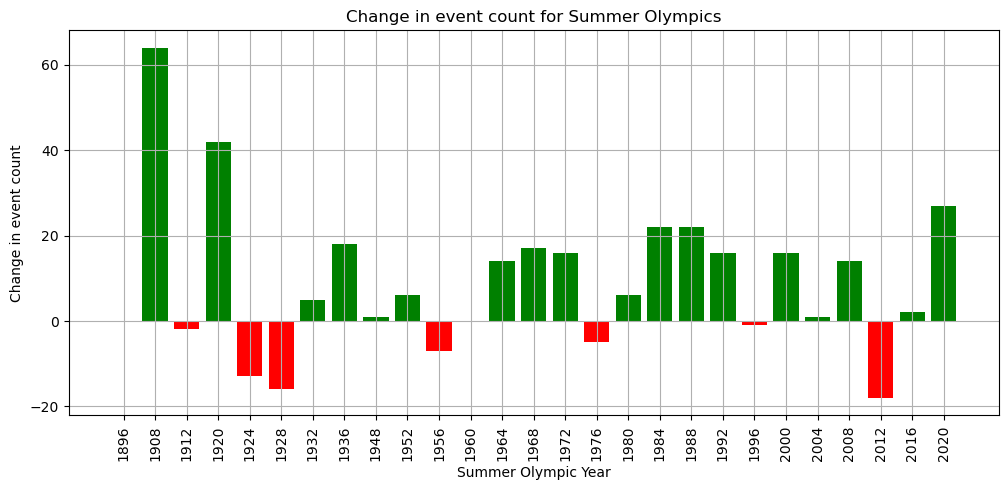 Change in event count for Summer Olympics
Change in event count
60
40
20
0
−20
1896 1908 1912 1920 1924 1928 1932 1936 1948 1952 1956 1960 1964 1968 1972 1976 1980 1984 1988 1992 1996 2000 2004 2008 2012 2016 2020
Summer Olympic Year